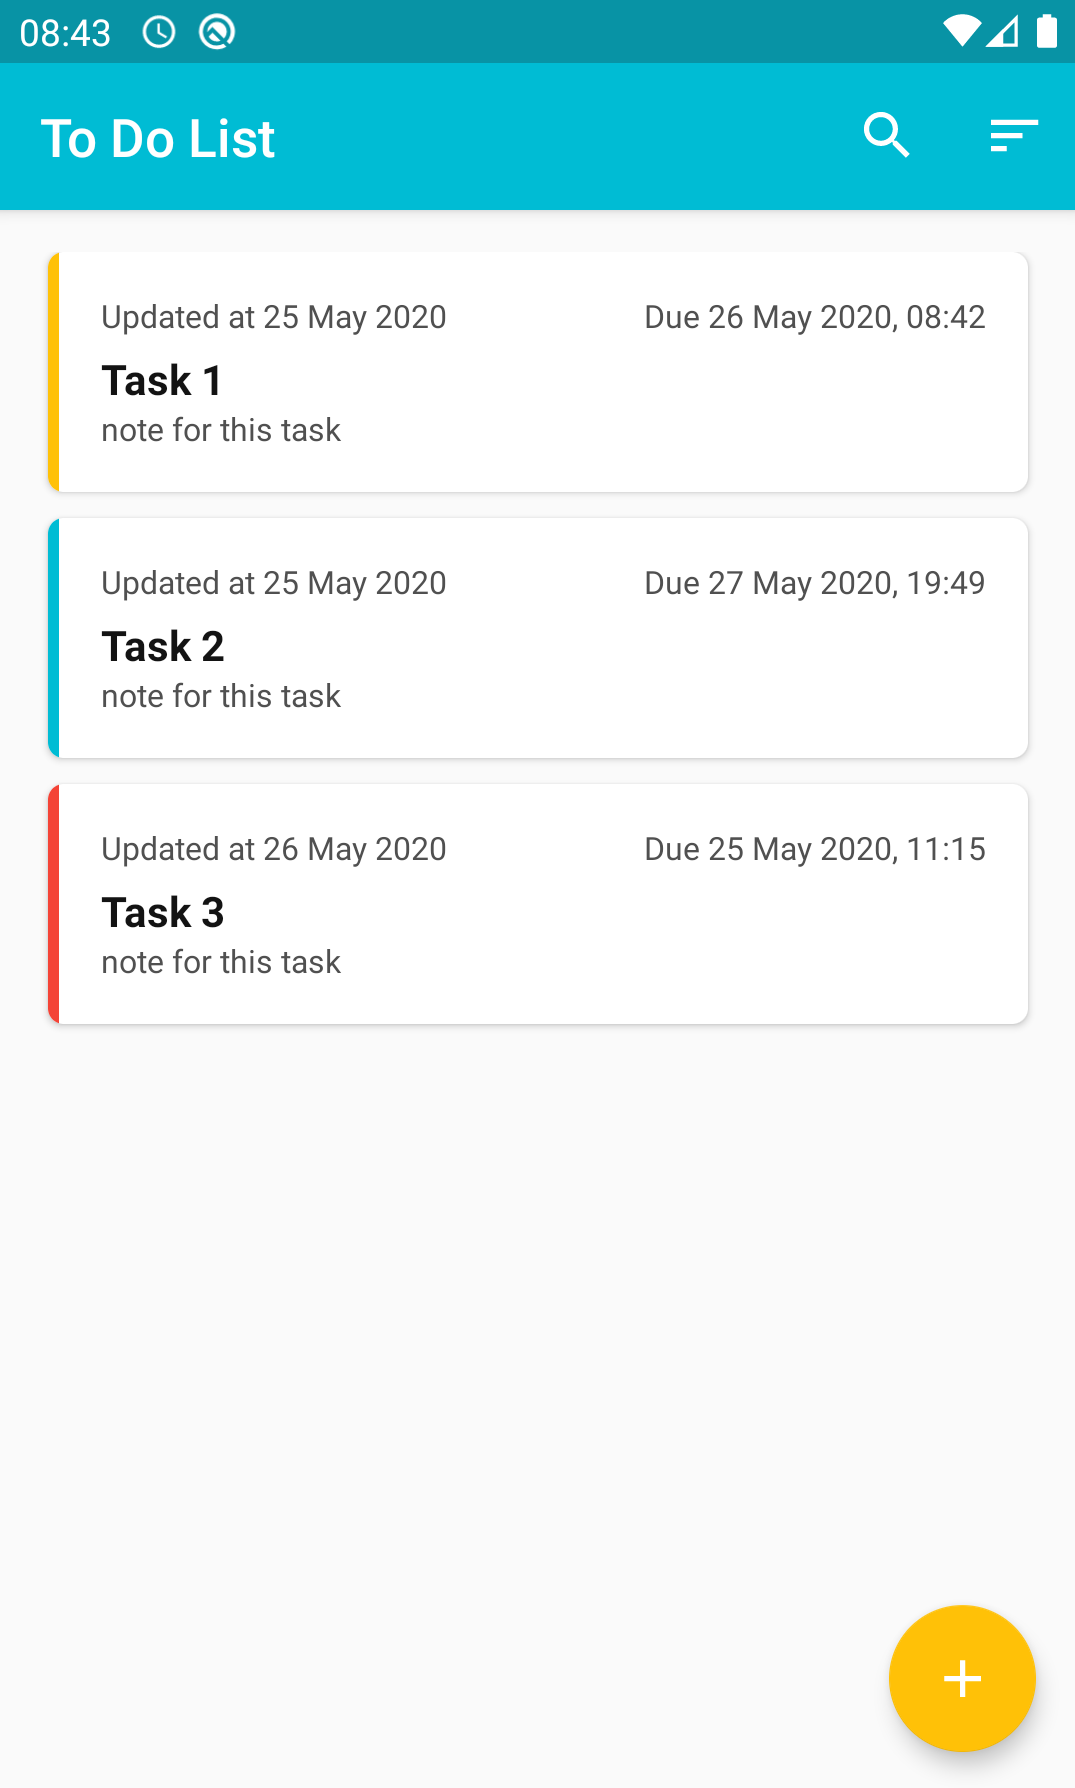 08:43
To Do List
Updated at 25 May 2020 Due 26 May 2020, 08:42
Task 1
note for this task
Updated at 25 May 2020 Due 27 May 2020, 19:49
Task 2
note for this task
Updated at 26 May 2020 Due 25 May 2020, 11:15
Task 3
note for this task